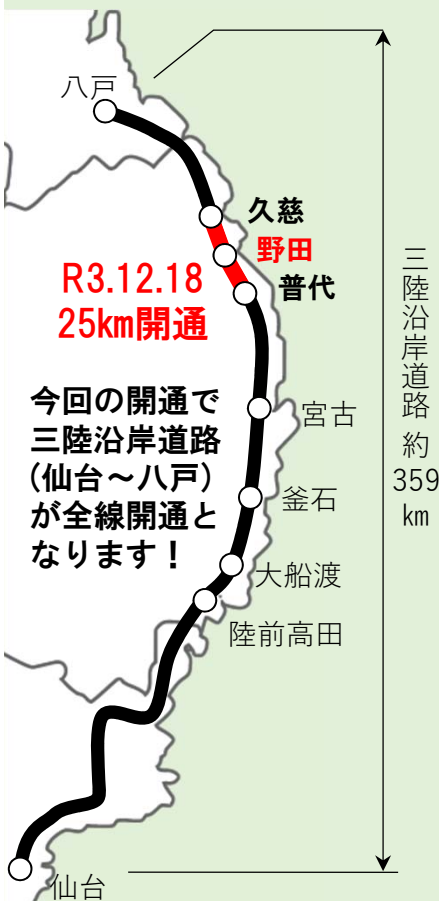 八戸
久慈
野田
普代
R3.12.18
25km開通
今回の開通で
三陸沿岸道路
(仙台～八戸)
が全線開通と
なります！
宮古
釜石
大船渡
陸前高田
仙台
三陸沿岸道路
約
359
km